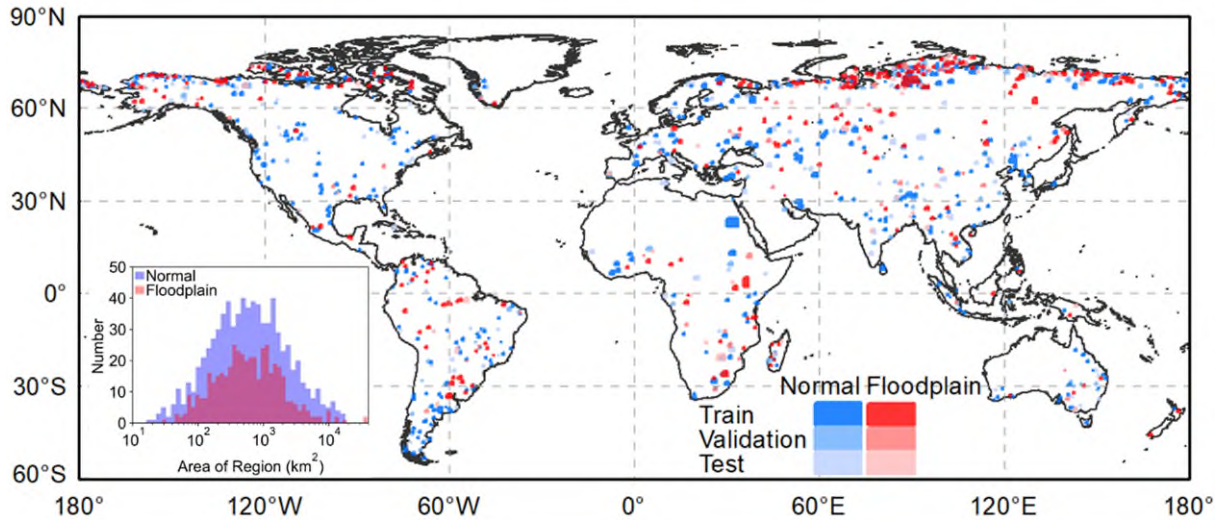 90°N
60°N
30°N
0°
30°S
60°S
180°
120°W
60°W
0°
60°E
120°E
180°
50
40
30
20
10
0
Number
Normal
Floodplain
10¹
10²
10³
10⁴
Area of Region (km²)
Normal Floodplain
Train
Validation
Test